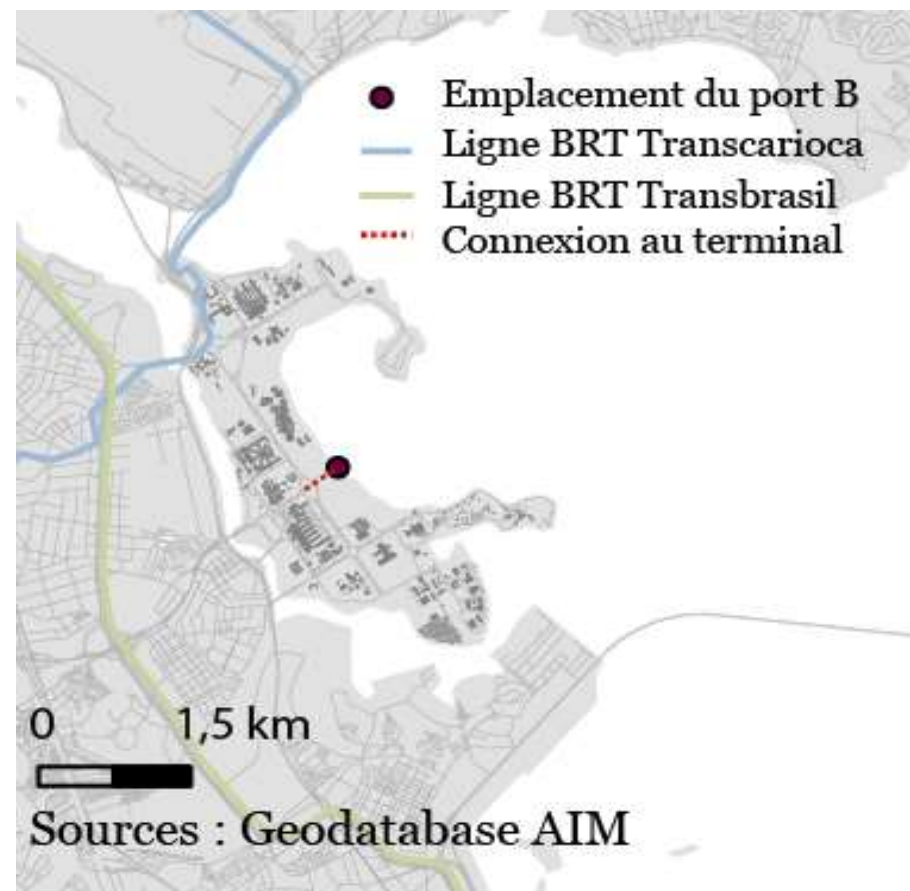 Emplacement du port B
Ligne BRT Transcarioca
Ligne BRT Transbrasil
Connexion au terminal
0 1,5 km
Sources : Geodatabase AIM